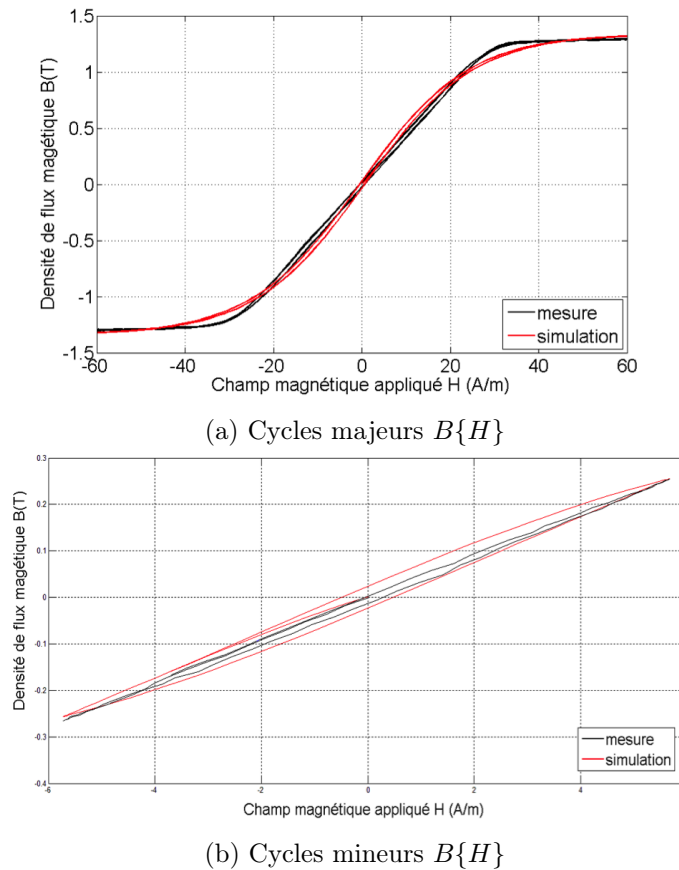 1.5
1
0.5
0
-0.5
-1
-1.5
Densité de flux magétique B(T)
-60
-40
-20
0
20
40
60
mesure
simulation
Champ magnétique appliqué H (A/m)
(a) Cycles majeurs B{H}
0.3
0.2
0.1
0
-0.1
-0.2
-0.3
-0.4
Densité de flux magétique B(T)
-6
-4
-2
0
2
4
mesure
simulation
Champ magnétique appliqué H (A/m)
(b) Cycles mineurs B{H}